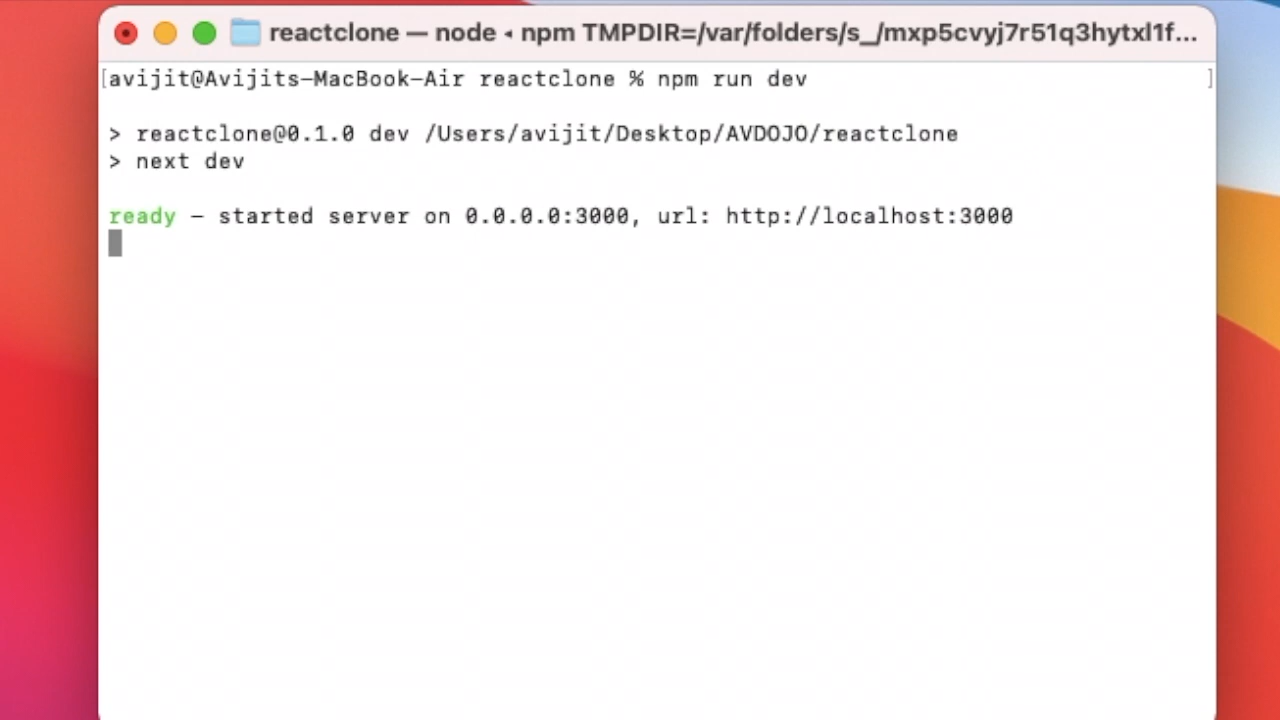 reactclone — node ◂ npm TMPDIR=/var/folders/s_/mxp5cvyj7r51q3hytxl1f...
[avijit@Avijits-MacBook-Air reactclone % npm run dev ]
> reactclone@0.1.0 dev /Users/avijit/Desktop/AVDOJO/reactclone
> next dev
ready - started server on 0.0.0.0:3000, url: http://localhost:3000